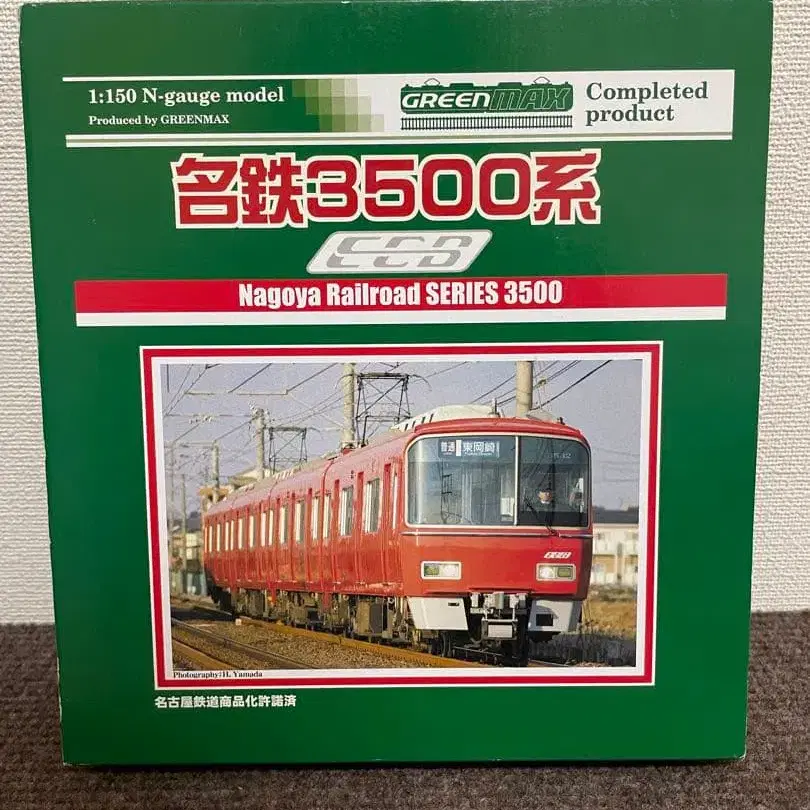 1:150 N-gauge model
Produced by GREENMAX
GREENMAX
Completed
product
名鉄3500系
ECB
Nagoya Railroad SERIES 3500
普通 東岡崎
Photography:H. Yamada
名古屋鉄道商品化許諾済